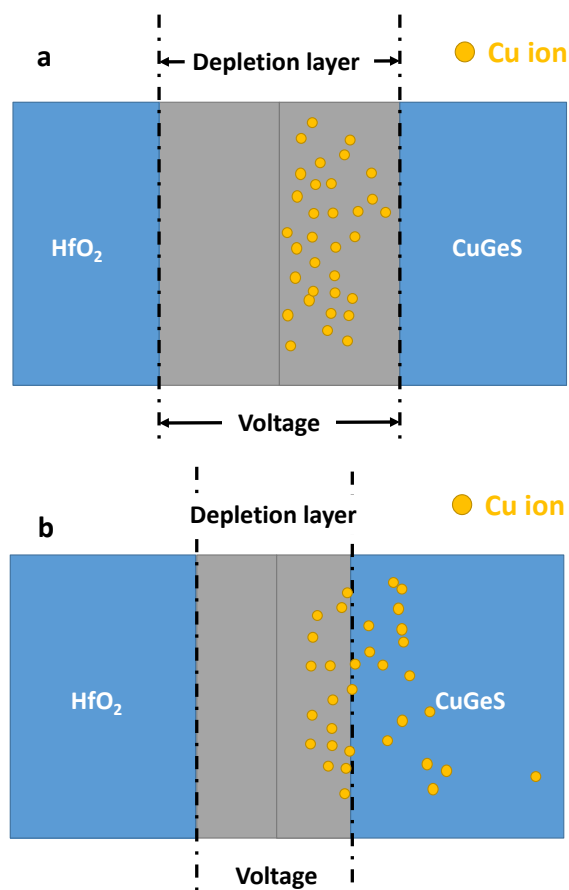 a
Depletion layer
Cu ion
HfO₂
CuGeS
Voltage
b
Depletion layer
Cu ion
HfO₂
CuGeS
Voltage